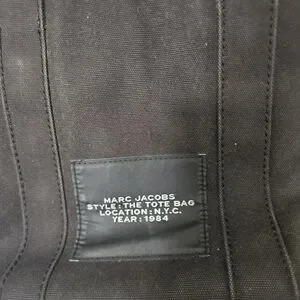 MARC JACOBS
STYLE : THE TOTE BAG
LOCATION : N.Y.C.
YEAR : 1984